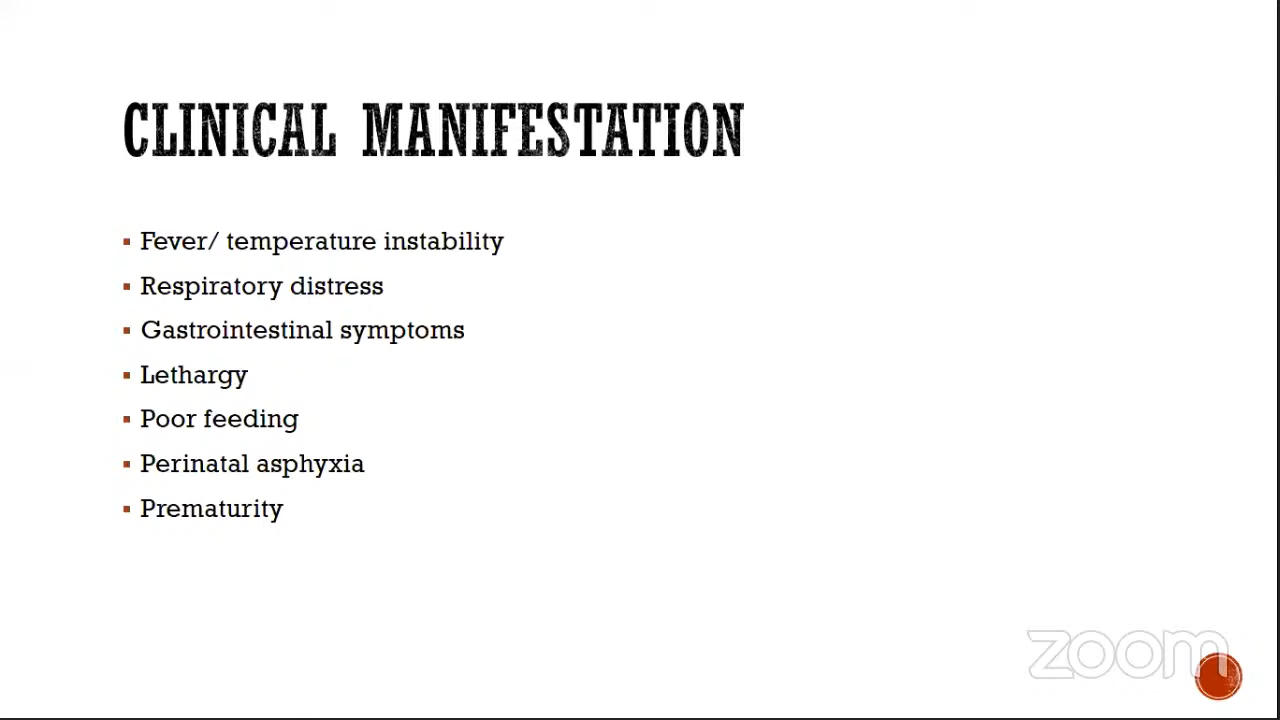 CLINICAL MANIFESTATION
Fever/ temperature instability
Respiratory distress
Gastrointestinal symptoms
Lethargy
Poor feeding
Perinatal asphyxia
Prematurity
zoom